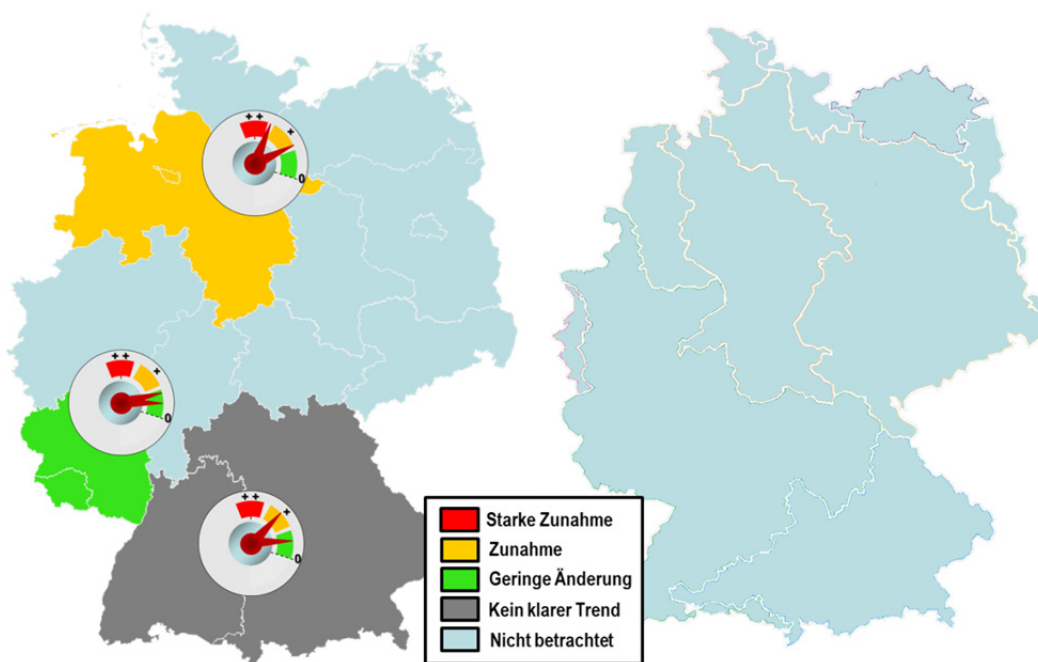 ++
+
0
++
+
0
++
+
0
Starke Zunahme
Zunahme
Geringe Änderung
Kein klarer Trend
Nicht betrachtet